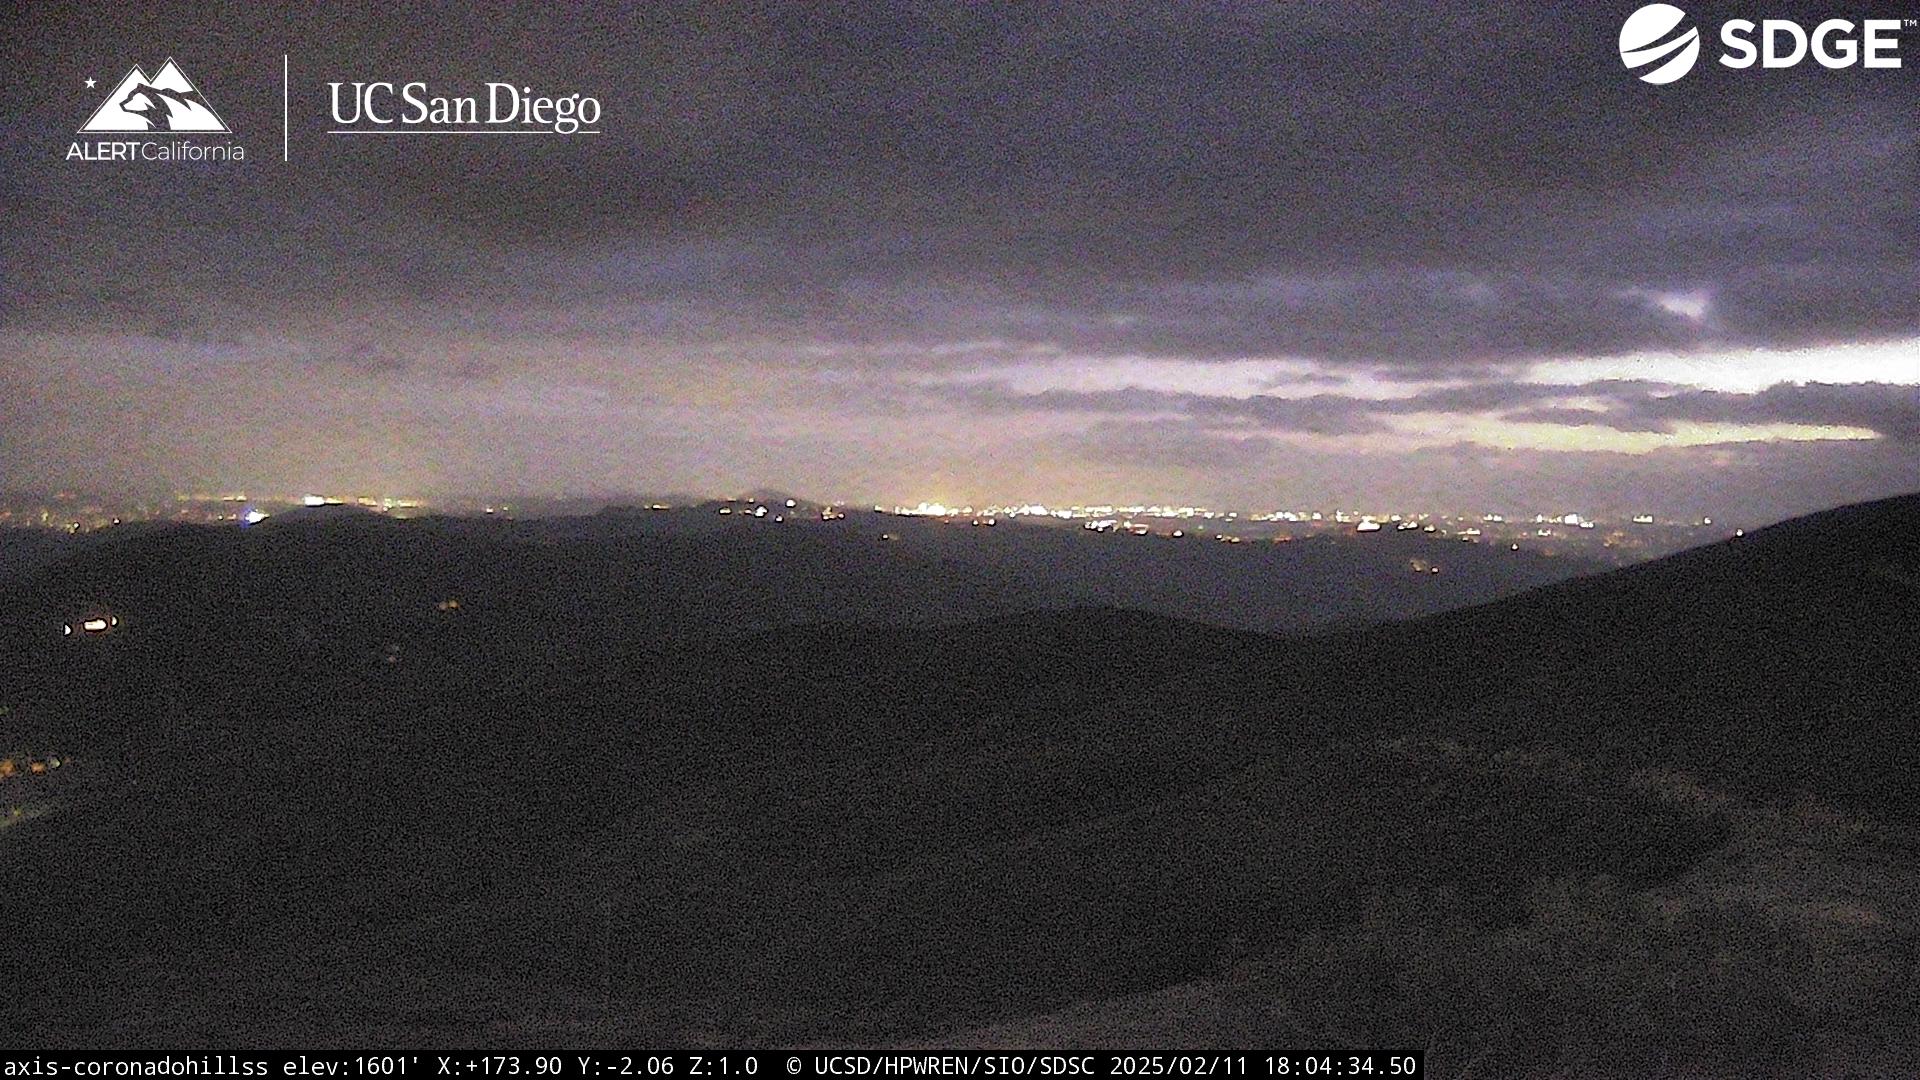 SDGE™
UC San Diego
ALERTCalifornia
axis-coronadohillss elev:1601' X:+173.90 Y:-2.06 Z:1.0 © UCSD/HPWREN/SIO/SDSC 2025/02/11 18:04:34.50